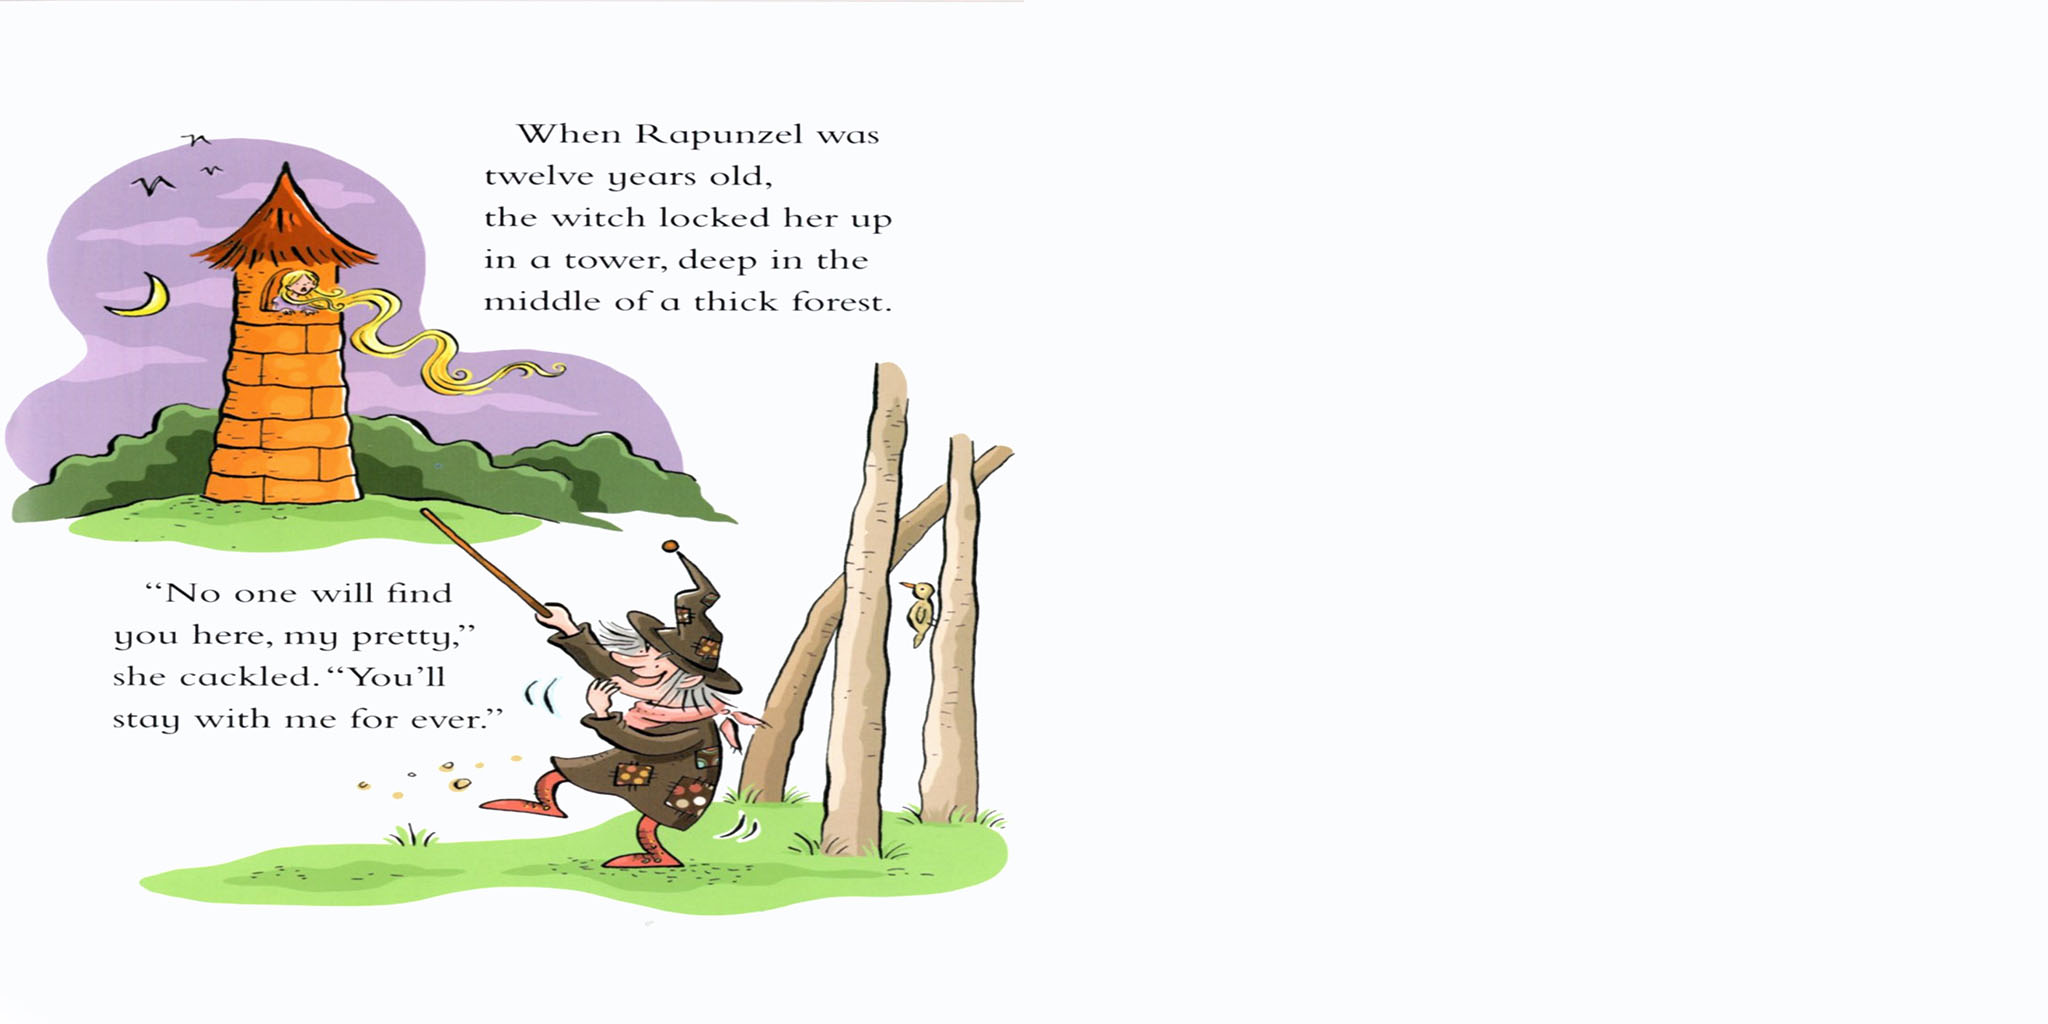 When Rapunzel was
twelve years old,
the witch locked her up
in a tower, deep in the
middle of a thick forest.
“No one will find
you here, my pretty,”
she cackled. “You’ll
stay with me for ever.”